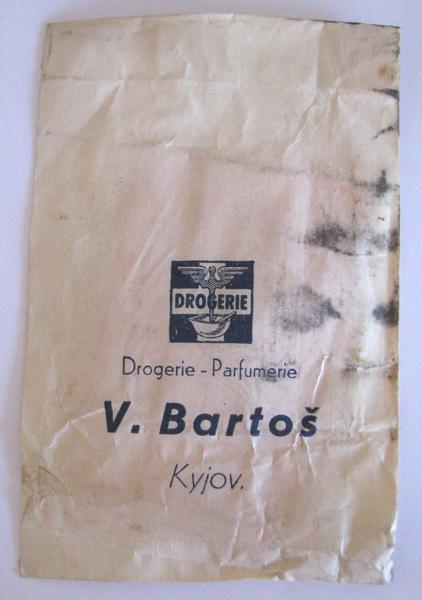 DROGERIE
Drogerie - Parfumerie
V. Bartoš
Kyjov.